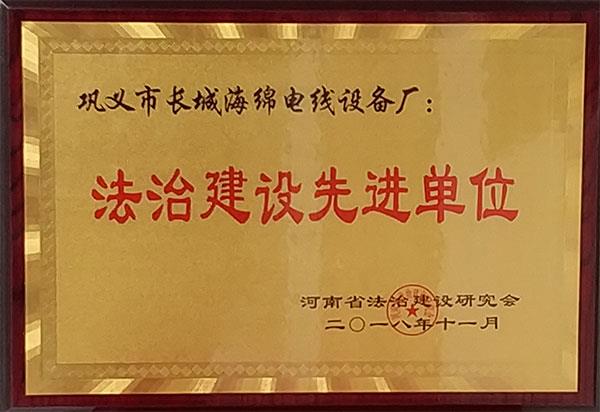 巩义市长城海绵电线设备厂：
法治建设先进单位
河南省法治建设研究会
二〇一八年十一月